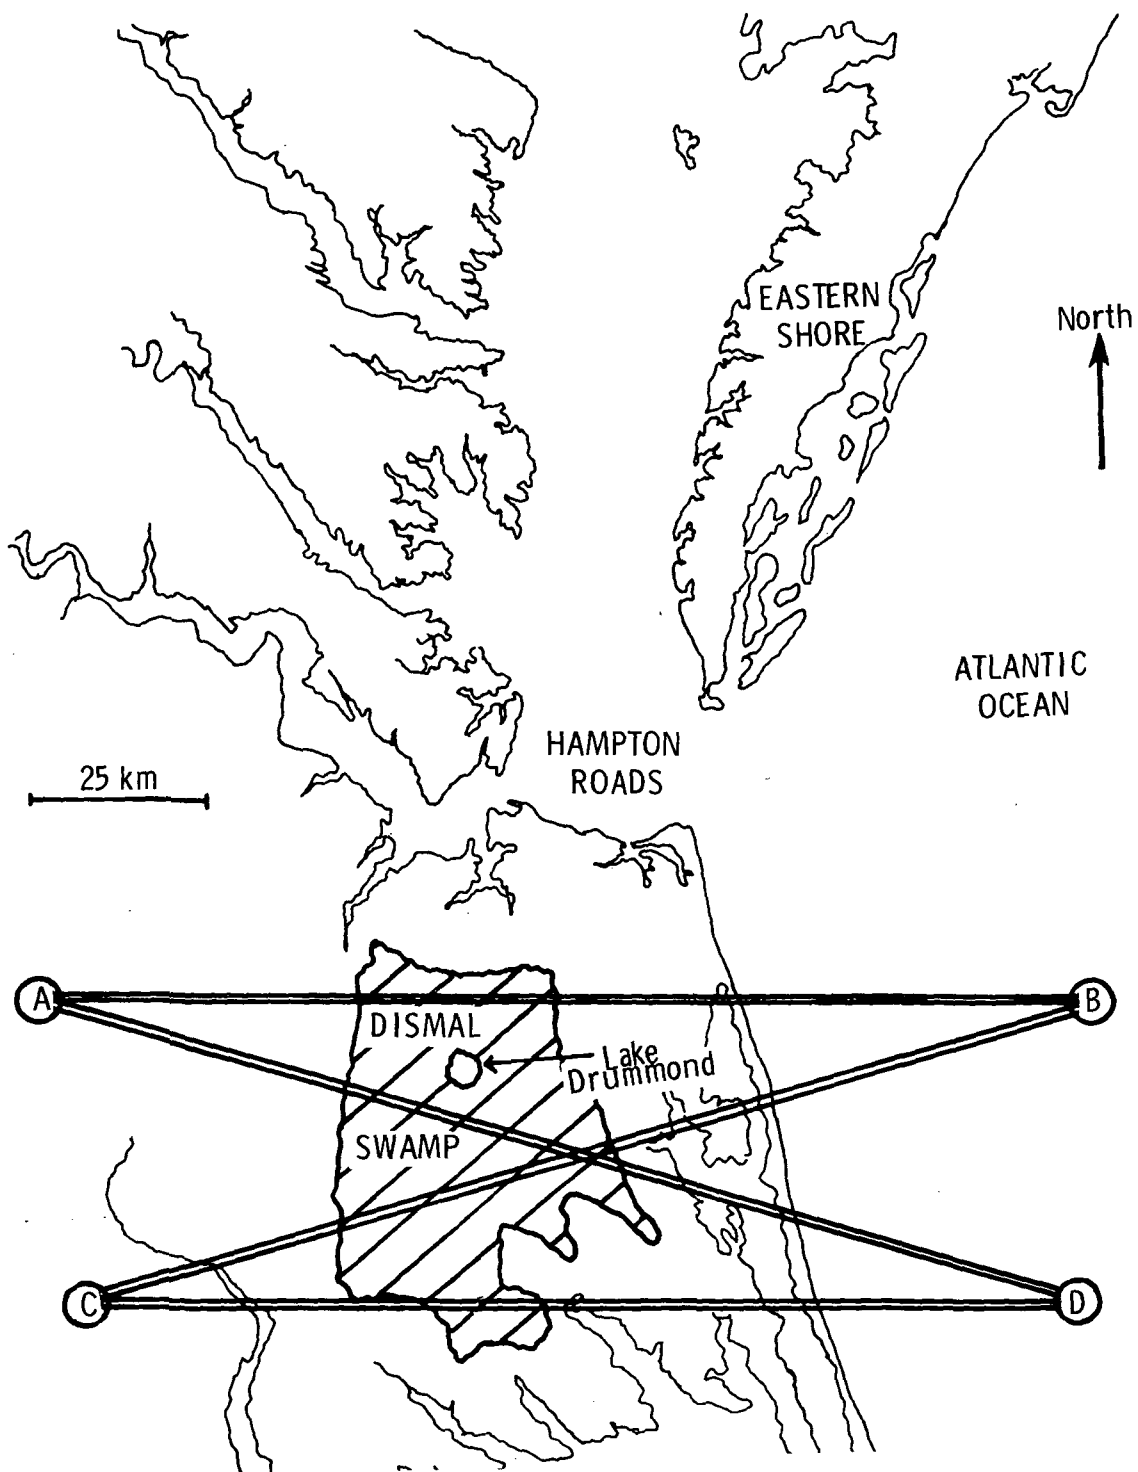 EASTERN
SHORE
North
ATLANTIC
OCEAN
HAMPTON
ROADS
25 km
A
B
DISMAL
Lake
Drummond
SWAMP
C
D